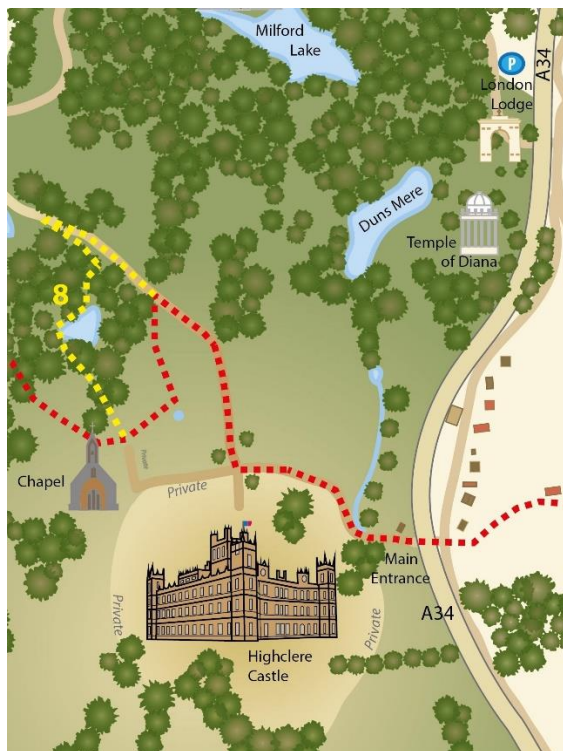 Milford
Lake
P
London
Lodge
A34
Duns Mere
Temple
of Diana
8
Private
Chapel
Private
Main
Entrance
Private
Private
A34
Highclere
Castle